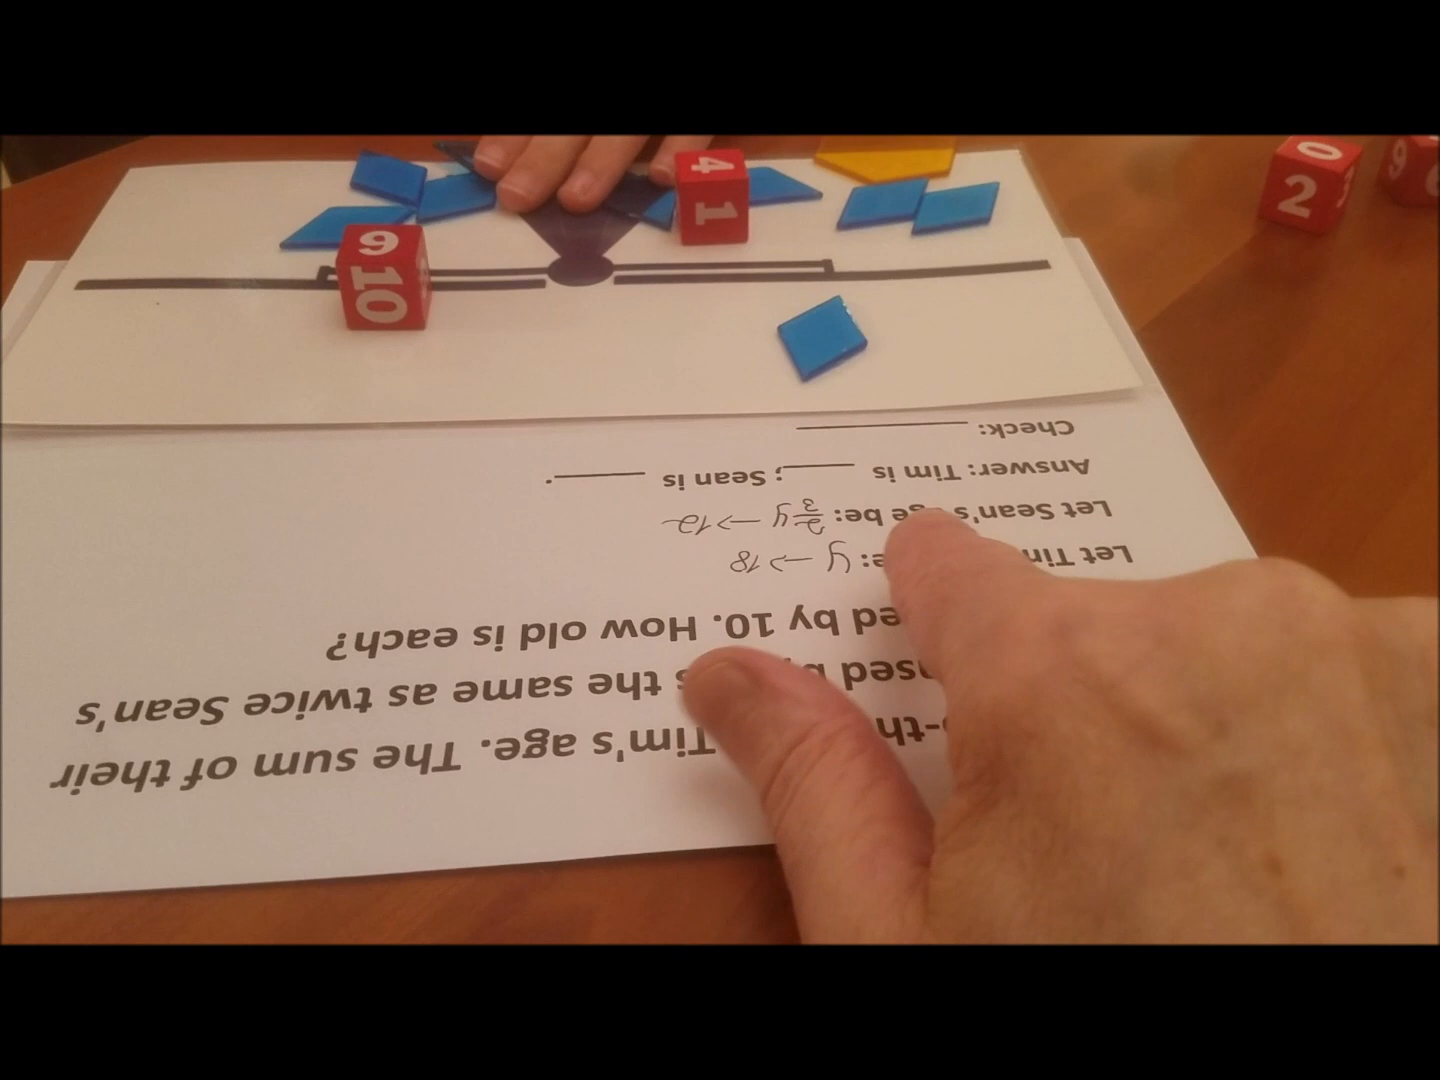 -th Tim's age. The sum of their
the same as twice Sean's
ed by 10. How old is each?
Let Tim : y → 18
Let Sean's age be: 2/3 y → 12
Answer: Tim is ____; Sean is ____.
Check: ____
9
10
4
1
0
2